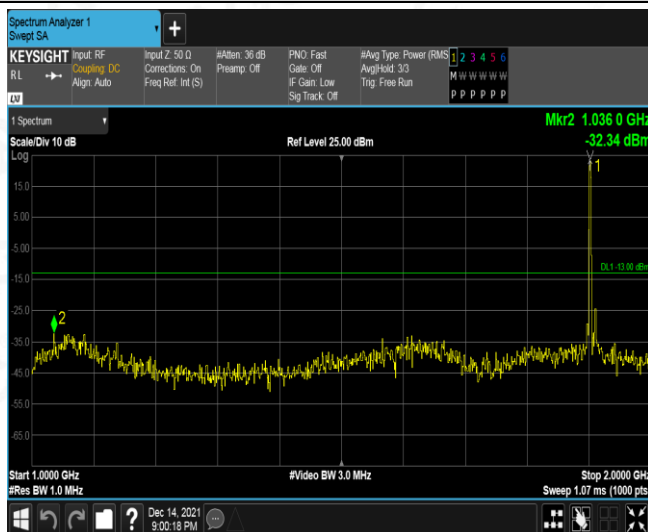 Spectrum Analyzer 1
Swept SA
+
KEYSIGHT
RL
LXI
Input: RF
Coupling: DC
Align: Auto
Input Z: 50 Ω
Corrections: On
Freq Ref: Int (S)
#Atten: 36 dB
Preamp: Off
PNO: Fast
Gate: Off
IF Gain: Low
Sig Track: Off
#Avg Type: Power (RMS
Avg|Hold: 3/3
Trig: Free Run
1 2 3 4 5 6
M W W W W W
P P P P P P
1 Spectrum
Mkr2 1.036 0 GHz
-32.34 dBm
Scale/Div 10 dB
Ref Level 25.00 dBm
Log
1
15.0
5.00
-5.00
DL1 -13.00 dBm
-15.0
-25.0
2
-35.0
-45.0
-55.0
-65.0
Start 1.0000 GHz
#Video BW 3.0 MHz
Stop 2.0000 GHz
#Res BW 1.0 MHz
Sweep 1.07 ms (1000 pts
?
Dec 14, 2021
9:00:18 PM